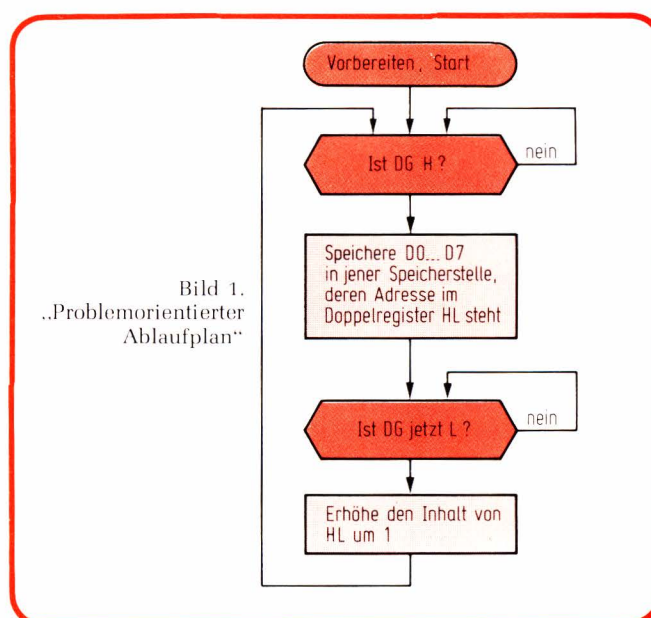 Vorbereiten, Start
Ist DG H ?
nein
Speichere D0...D7
in jener Speicherstelle,
deren Adresse im
Doppelregister HL steht
Bild 1.
„Problemorientierter
Ablaufplan“
Ist DG jetzt L ?
nein
Erhöhe den Inhalt von
HL um 1